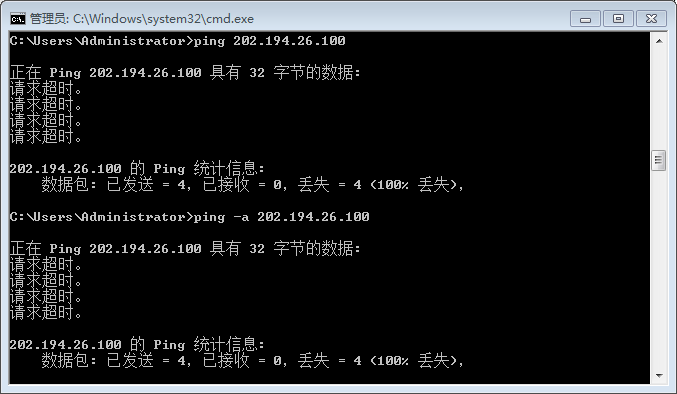 管理员: C:\Windows\system32\cmd.exe
C:\Users\Administrator>ping 202.194.26.100
正在 Ping 202.194.26.100 具有 32 字节的数据:
请求超时。
请求超时。
请求超时。
请求超时。
202.194.26.100 的 Ping 统计信息:
数据包: 已发送 = 4，已接收 = 0，丢失 = 4 (100% 丢失)，
C:\Users\Administrator>ping -a 202.194.26.100
正在 Ping 202.194.26.100 具有 32 字节的数据:
请求超时。
请求超时。
请求超时。
请求超时。
202.194.26.100 的 Ping 统计信息:
数据包: 已发送 = 4，已接收 = 0，丢失 = 4 (100% 丢失)，